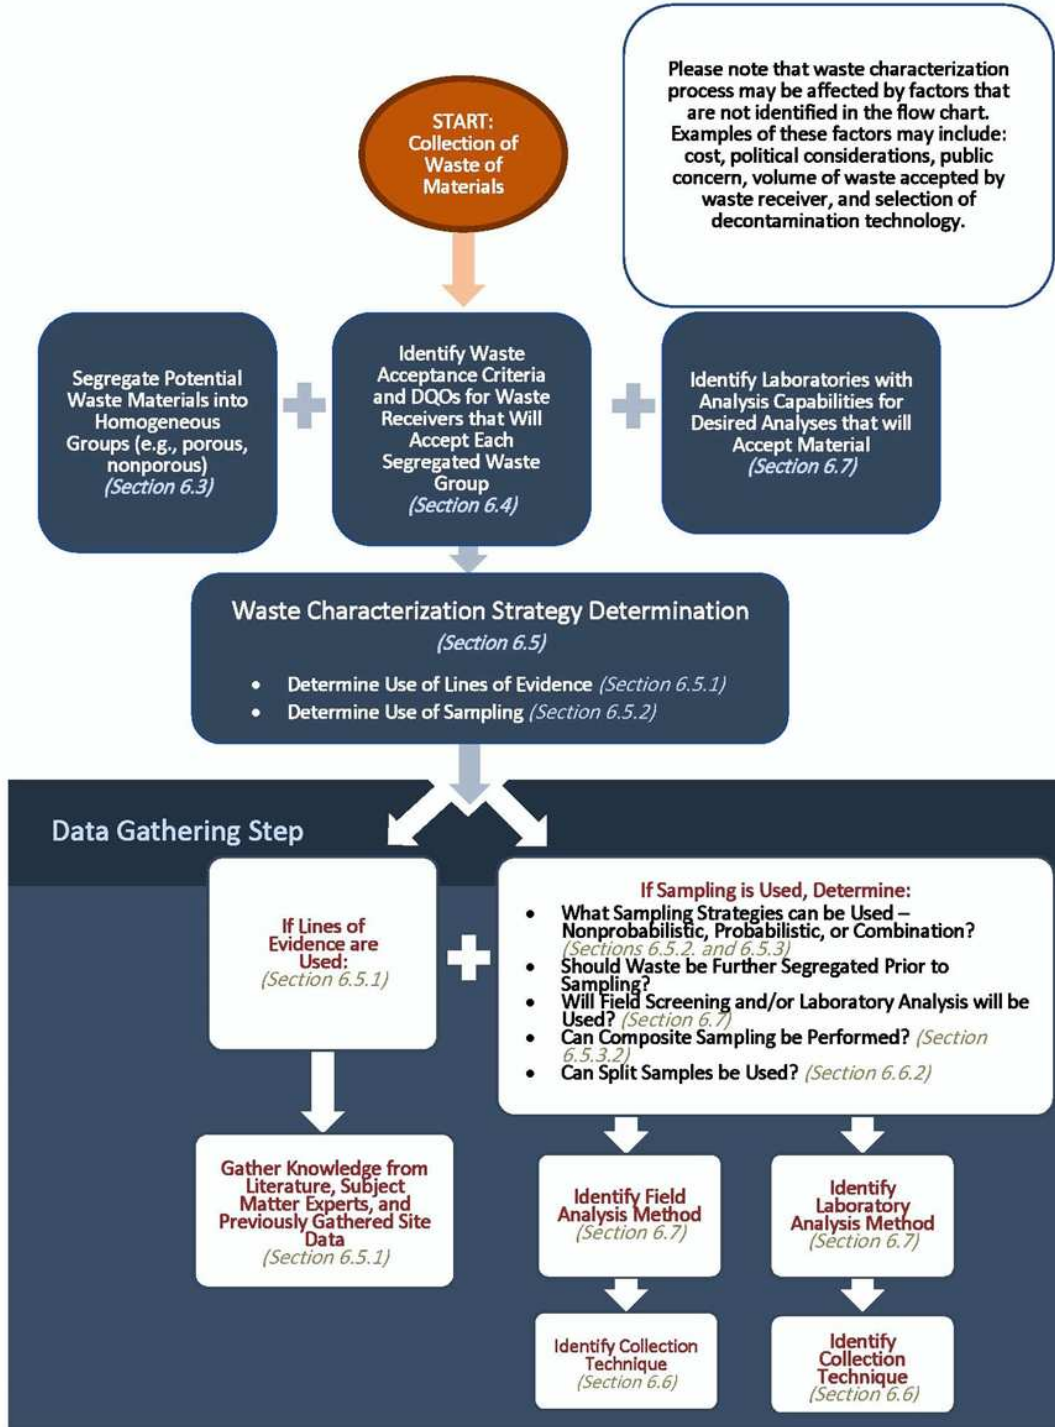 START:
Collection of
Waste of
Materials
Please note that waste characterization
process may be affected by factors that
are not identified in the flow chart.
Examples of these factors may include:
cost, political considerations, public
concern, volume of waste accepted by
waste receiver, and selection of
decontamination technology.
Segregate Potential
Waste Materials into
Homogeneous
Groups (e.g., porous,
nonporous)
(Section 6.3)
Identify Waste
Acceptance Criteria
and DQOs for Waste
Receivers that Will
Accept Each
Segregated Waste
Group
(Section 6.4)
Identify Laboratories with
Analysis Capabilities for
Desired Analyses that will
Accept Material
(Section 6.7)
Waste Characterization Strategy Determination
(Section 6.5)
• Determine Use of Lines of Evidence (Section 6.5.1)
• Determine Use of Sampling (Section 6.5.2)
Data Gathering Step
If Lines of
Evidence are
Used:
(Section 6.5.1)
If Sampling is Used, Determine:
• What Sampling Strategies can be Used –
Nonprobabilistic, Probabilistic, or Combination?
(Sections 6.5.2. and 6.5.3)
• Should Waste be Further Segregated Prior to
Sampling?
• Will Field Screening and/or Laboratory Analysis will be
Used? (Section 6.7)
• Can Composite Sampling be Performed? (Section
6.5.3.2)
• Can Split Samples be Used? (Section 6.6.2)
Gather Knowledge from
Literature, Subject
Matter Experts, and
Previously Gathered Site
Data
(Section 6.5.1)
Identify Field
Analysis Method
(Section 6.7)
Identify
Laboratory
Analysis Method
(Section 6.7)
Identify Collection
Technique
(Section 6.6)
Identify
Collection
Technique
(Section 6.6)